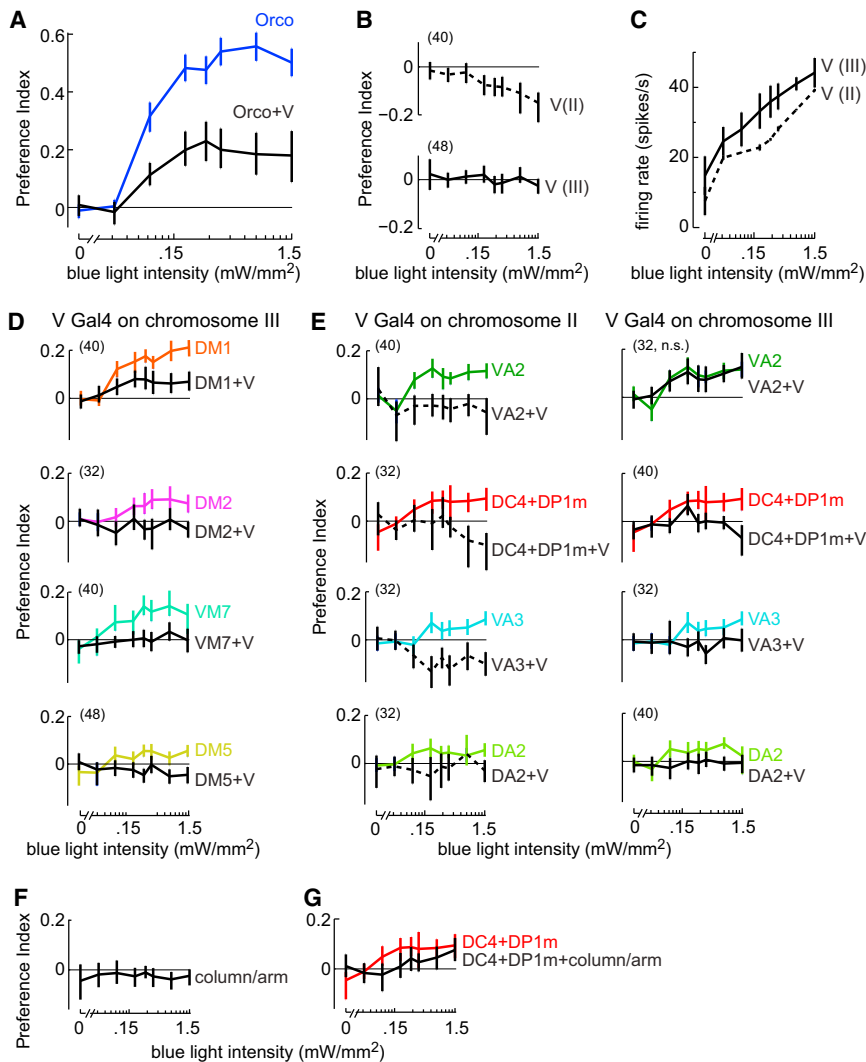 A
Preference Index
0.6
0.4
0.2
0
Orco
Orco+V
0
.15
1.5
blue light intensity (mW/mm²)
B
Preference Index
(40)
0
−0.2
V(II)
(48)
0
−0.2
V (III)
0
.15
1.5
blue light intensity (mW/mm²)
C
firing rate (spikes/s)
40
20
0
V (III)
V (II)
0
.15
1.5
blue light intensity (mW/mm²)
D
V Gal4 on chromosome III
Preference Index
(40)
0.2
0
DM1
DM1+V
(32)
0.2
0
DM2
DM2+V
(40)
0.2
0
VM7
VM7+V
(48)
0.2
0
DM5
DM5+V
0
.15
1.5
blue light intensity (mW/mm²)
E
V Gal4 on chromosome II
Preference Index
(40)
0.2
0
VA2
VA2+V
(32)
0.2
0
DC4+DP1m
DC4+DP1m+V
(32)
0.2
0
VA3
VA3+V
(32)
0.2
0
DA2
DA2+V
0
.15
1.5
V Gal4 on chromosome III
(32, n.s.)
0.2
0
VA2
VA2+V
(40)
0.2
0
DC4+DP1m
DC4+DP1m+V
(32)
0.2
0
VA3
VA3+V
(40)
0.2
0
DA2
DA2+V
0
.15
1.5
blue light intensity (mW/mm²)
F
Preference Index
0.2
0
column/arm
0
.15
1.5
G
0.2
0
DC4+DP1m
DC4+DP1m+column/arm
0
.15
1.5
blue light intensity (mW/mm²)